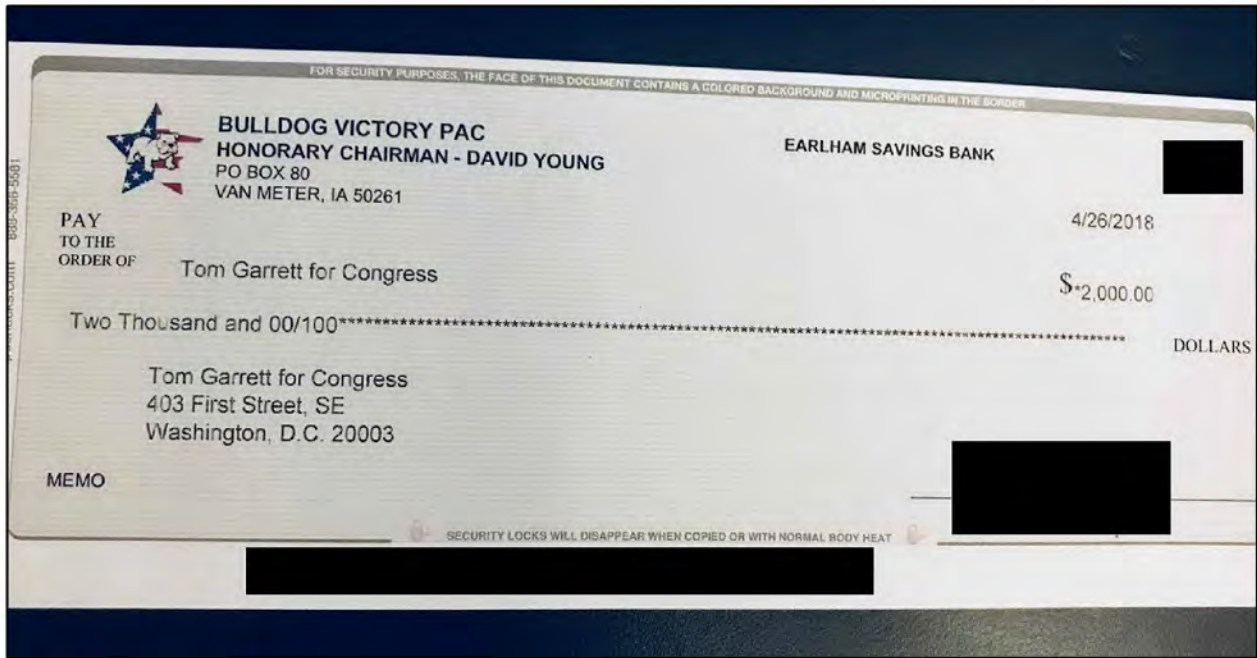 FOR SECURITY PURPOSES, THE FACE OF THIS DOCUMENT CONTAINS A COLORED BACKGROUND AND MICROPRINTING IN THE BORDER
BULLDOG VICTORY PAC
HONORARY CHAIRMAN - DAVID YOUNG
PO BOX 80
VAN METER, IA 50261
EARLHAM SAVINGS BANK
4/26/2018
PAY
TO THE
ORDER OF
Tom Garrett for Congress
$*2,000.00
Two Thousand and 00/100****************************************************************************************************
DOLLARS
Tom Garrett for Congress
403 First Street, SE
Washington, D.C. 20003
MEMO
SECURITY LOCKS WILL DISAPPEAR WHEN COPIED OR WITH NORMAL BODY HEAT